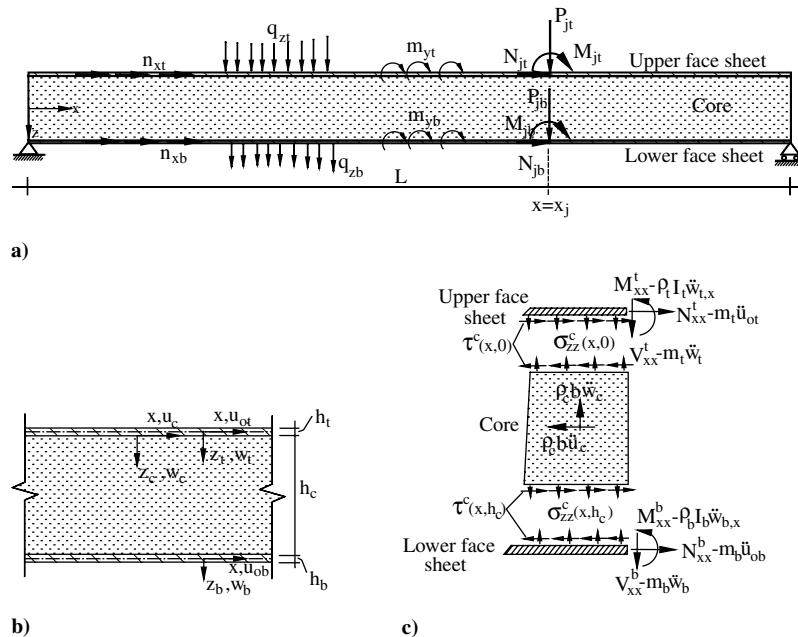 P_jt
q_zt
m_yt
N_jt
M_jt
n_xt
Upper face sheet
P_jb
x
Core
M_jb
z
m_yb
n_xb
q_zb
N_jb
Lower face sheet
L
x=x_j
a)
M^t_xx-ρ_t I_t ẅ_t,x
Upper face
sheet
N^t_xx-m_t ü_ot
τ^c(x,0)
σ^c_zz(x,0)
V^t_xx-m_t ẅ_t
x,u_c
x,u_ot
h_t
z_c,w_c
z_t,w_t
h_c
x,u_ob
z_b,w_b
h_b
b)
ρ_c b ẅ_c
Core
ρ_c b ü_c
τ^c(x,h_c)
σ^c_zz(x,h_c)
M^b_xx-ρ_b I_b ẅ_b,x
Lower face
sheet
N^b_xx-m_b ü_ob
V^b_xx-m_b ẅ_b
c)